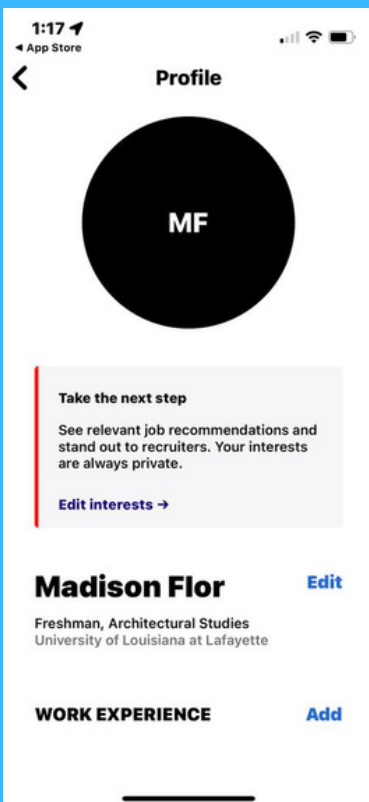 1:17
◄ App Store
Profile
MF
Take the next step
See relevant job recommendations and
stand out to recruiters. Your interests
are always private.
Edit interests →
Madison Flor
Edit
Freshman, Architectural Studies
University of Louisiana at Lafayette
WORK EXPERIENCE
Add